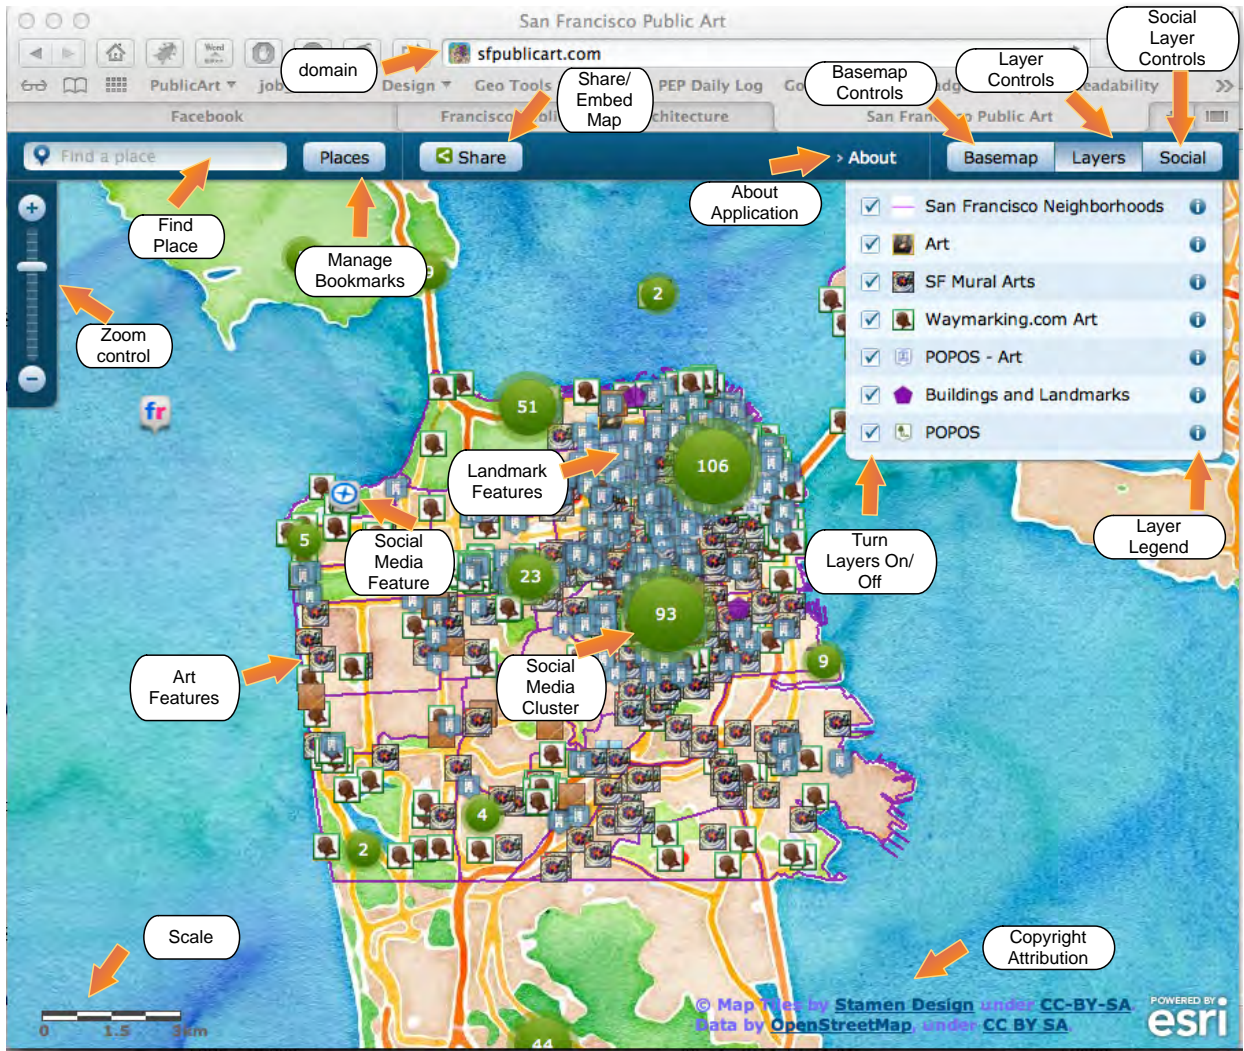 San Francisco Public Art
Social
Layer
Controls
domain
sfpublicart.com
Layer
Controls
Basemap
Controls
Share/
Embed
Map
PublicArt
Design
Geo Tools
PEP Daily Log
Facebook
San Francisco Public Art
Find a place
Places
Share
> About
Basemap
Layers
Social
About
Application
Find
Place
Manage
Bookmarks
Zoom
control
San Francisco Neighborhoods
Art
SF Mural Arts
Waymarking.com Art
POPOS - Art
Buildings and Landmarks
POPOS
2
fr
51
106
Landmark
Features
5
Social
Media
Feature
23
Turn
Layers On/
Off
Layer
Legend
93
9
Art
Features
Social
Media
Cluster
4
2
Scale
Copyright
Attribution
0 1.5 3km
© Map Tiles by Stamen Design under CC-BY-SA.
Data by OpenStreetMap, under CC BY SA.
POWERED BY
esri
44